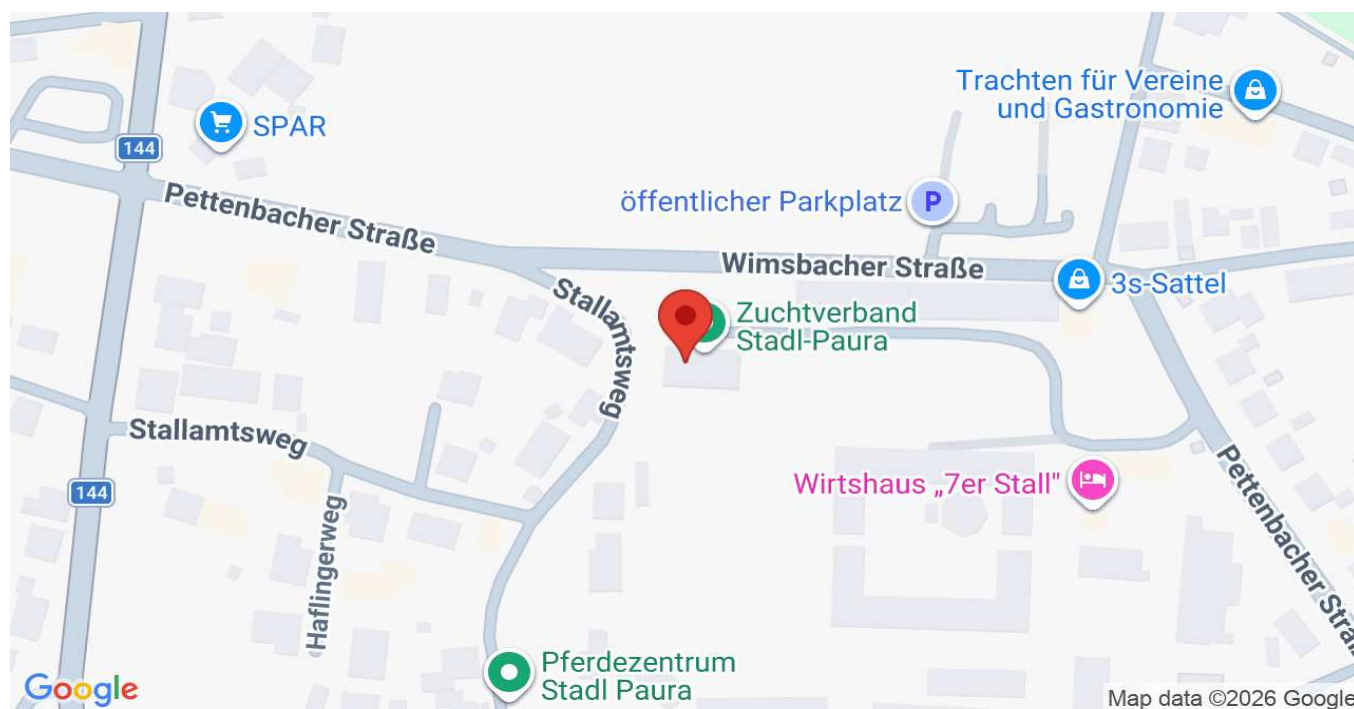 Trachten für Vereine
und Gastronomie
SPAR
144
Pettenbacher Straße
öffentlicher Parkplatz
P
Wimsbacher Straße
3s-Sattel
Stallamtsweg
Zuchtverband
Stadl-Paura
Stallamtsweg
144
Wirtshaus „7er Stall"
Pettenbacher Straß
Haflingerweg
Pferdezentrum
Stadl Paura
Google
Map data ©2026 Google